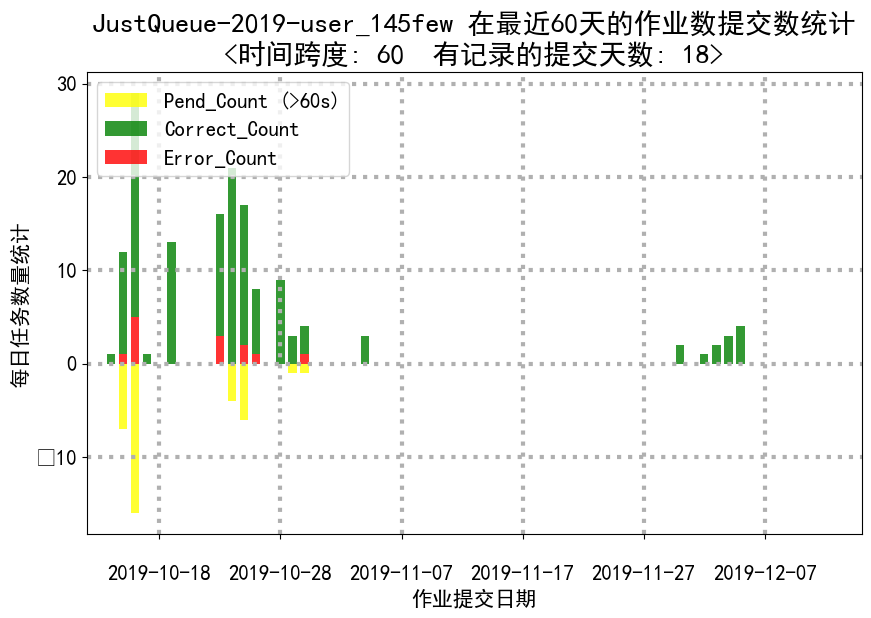 JustQueue-2019-user_145few 在最近60天的作业数提交数统计
<时间跨度: 60  有记录的提交天数: 18>
30
20
10
0
□10
每日任务数量统计
Pend_Count (>60s)
Correct_Count
Error_Count
2019-10-18 2019-10-28 2019-11-07 2019-11-17 2019-11-27 2019-12-07
作业提交日期